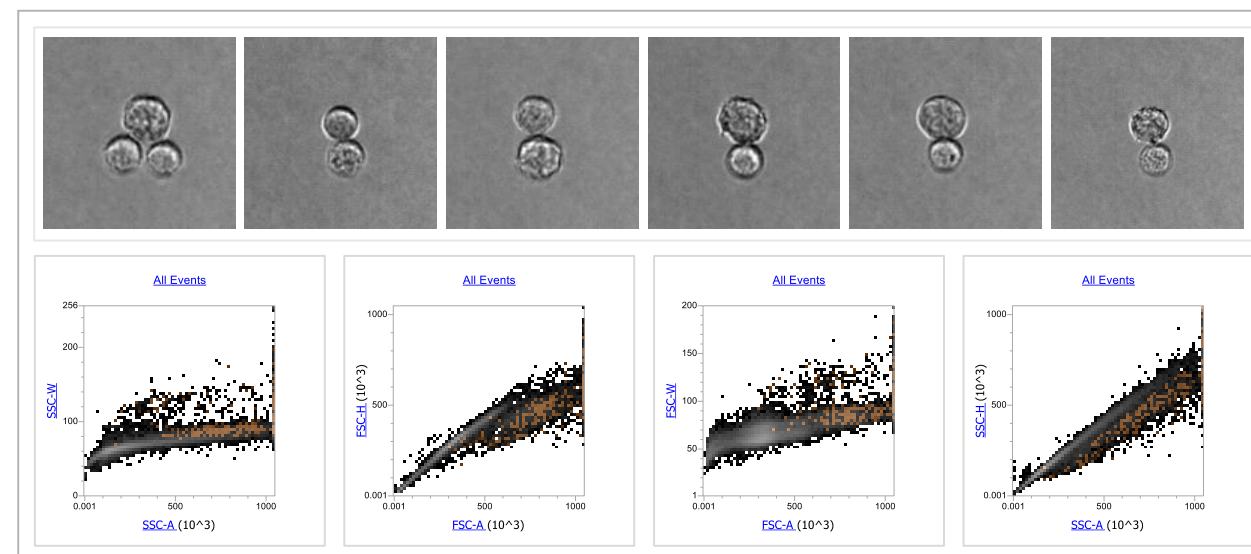 All Events
256
200
100
0
SSC-W
0.001 500 1000
SSC-A (10^3)
All Events
1000
500
0.001
FSC-H (10^3)
0.001 500 1000
FSC-A (10^3)
All Events
200
150
100
50
1
FSC-W
0.001 500 1000
FSC-A (10^3)
All Events
1000
500
0.001
SSC-H (10^3)
0.001 500 1000
SSC-A (10^3)